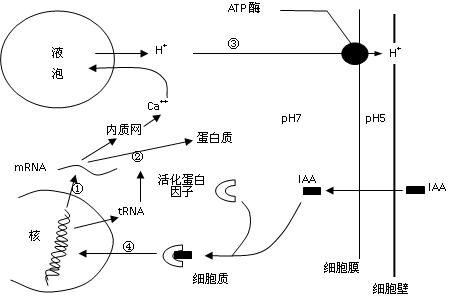 ATP酶
液
泡
H⁺
③
H⁺
Ca⁺⁺
内质网
蛋白质
②
pH7
pH5
mRNA
活化蛋白
因子
IAA
IAA
①
tRNA
核
④
细胞质
细胞膜
细胞壁